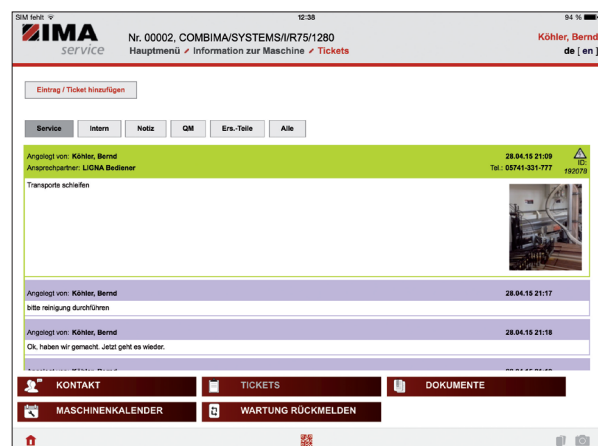 SIM fehlt 12:38 94 %
IMA
service
Nr. 00002, COMBIMA/SYSTEMS/I/R75/1280
Köhler, Bernd
Hauptmenü / Information zur Maschine / Tickets
de [ en ]
Eintrag / Ticket hinzufügen
Service Intern Notiz QM Ers.-Teile Alle
Angelegt von: Köhler, Bernd 28.04.15 21:09
Ansprechpartner: LIGNA Bediener Tel.: 05741-331-777
ID:
192078
Transporte schleifen
Angelegt von: Köhler, Bernd 28.04.15 21:17
bitte reinigung durchführen
Angelegt von: Köhler, Bernd 28.04.15 21:18
Ok, haben wir gemacht. Jetzt geht es wieder.
KONTAKT TICKETS DOKUMENTE
MASCHINENKALENDER WARTUNG RÜCKMELDEN